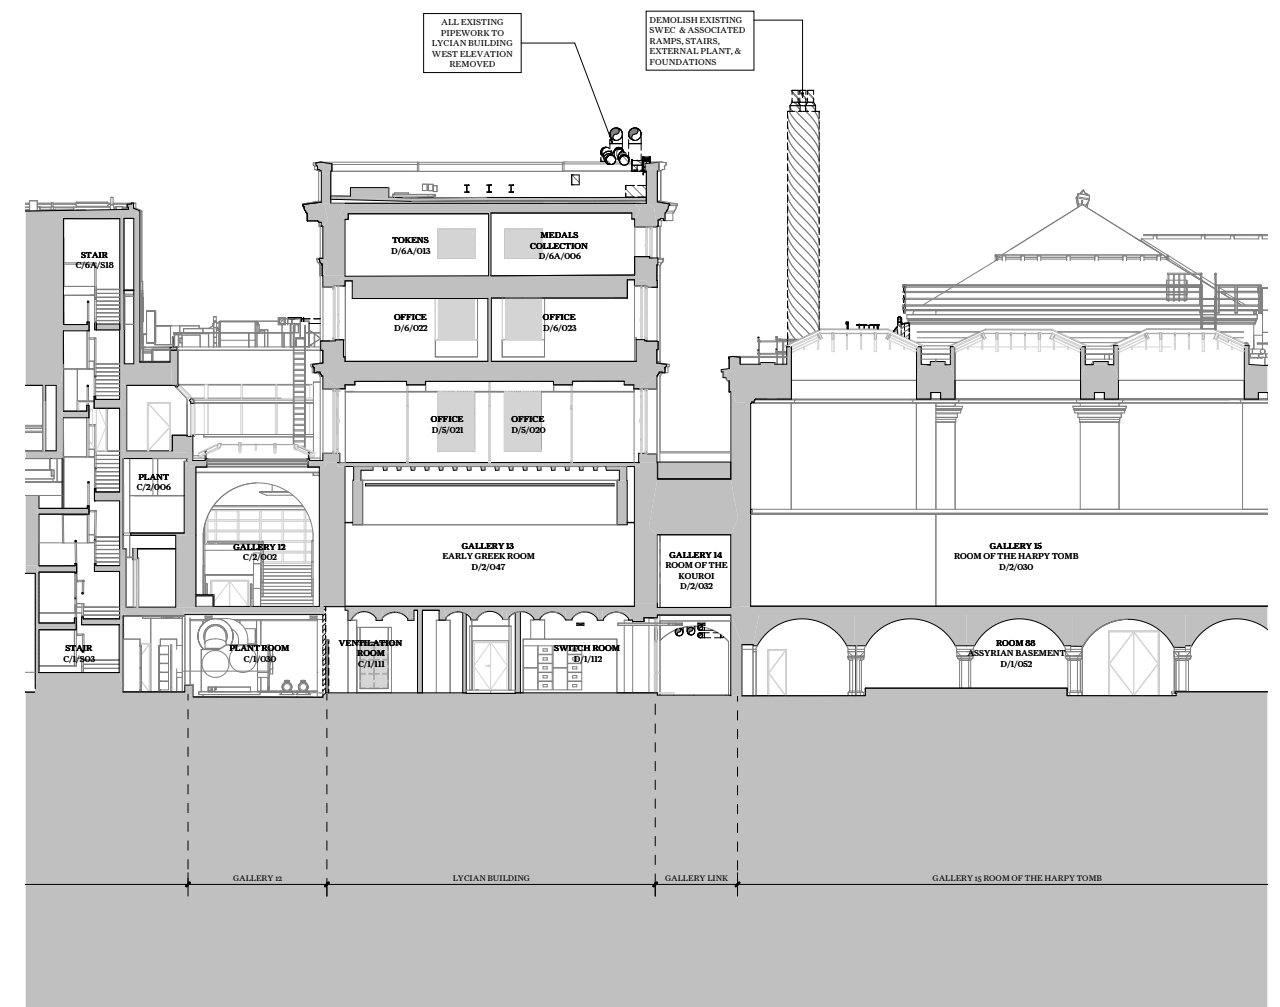 ALL EXISTING
PIPEWORK TO
LYCIAN BUILDING
WEST ELEVATION
REMOVED
DEMOLISH EXISTING
SWEC & ASSOCIATED
RAMPS, STAIRS,
EXTERNAL PLANT, &
FOUNDATIONS
STAIR
C/6A/S18
TOKENS
D/6A/013
MEDALS
COLLECTION
D/6A/006
OFFICE
D/6/022
OFFICE
D/6/023
OFFICE
D/5/021
OFFICE
D/5/020
PLANT
C/2/006
GALLERY 12
C/2/002
GALLERY 13
EARLY GREEK ROOM
D/2/047
GALLERY 14
ROOM OF THE
KOUROI
D/2/032
GALLERY 15
ROOM OF THE HARPY TOMB
D/2/030
STAIR
C/1/S03
PLANT ROOM
C/1/030
VENTILATION
ROOM
C/1/111
SWITCH ROOM
D/1/112
ROOM 88
ASSYRIAN BASEMENT
D/1/052
GALLERY 12
LYCIAN BUILDING
GALLERY LINK
GALLERY 15 ROOM OF THE HARPY TOMB